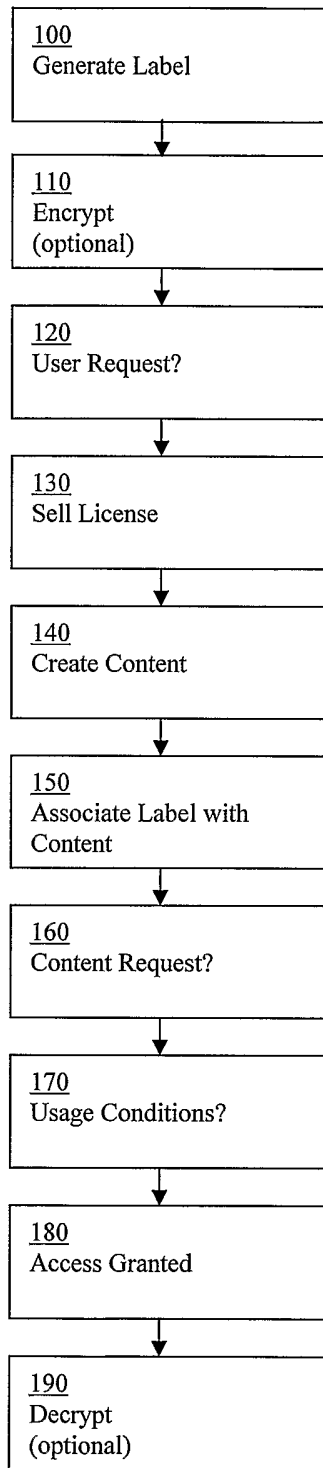 100
Generate Label
110
Encrypt
(optional)
120
User Request?
130
Sell License
140
Create Content
150
Associate Label with
Content
160
Content Request?
170
Usage Conditions?
180
Access Granted
190
Decrypt
(optional)